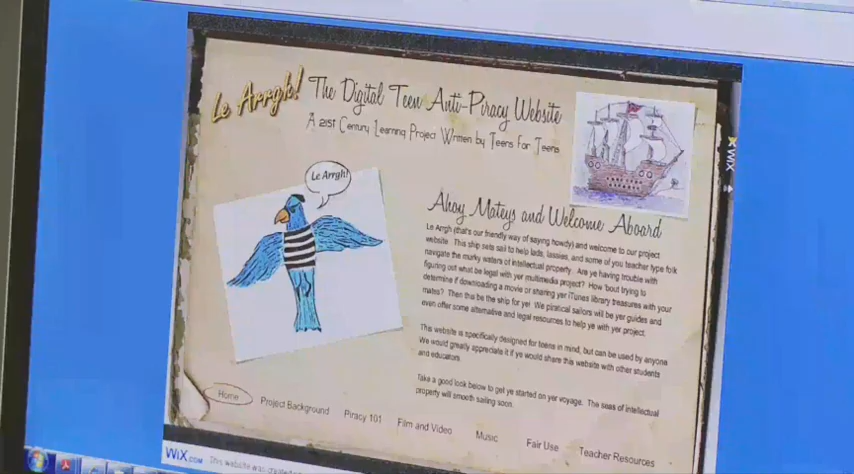 Le Arrgh! The Digital Teen Anti-Piracy Website
A 21st Century Learning Project Written by Teens for Teens
Le Arrgh!
Ahoy Mateys and Welcome Aboard
Le Arrgh (that's our friendly way of saying howdy) and welcome to our project
website. This ship sets sail to help lads, lassies, and some of you teacher type folk
navigate the murky waters of intellectual property. Are ye having trouble with
figuring out what be legal with yer multimedia project? How 'bout trying to
determine if downloading a movie or sharing yer iTunes library treasures with your
mates? Then this be the ship for ye! We piratical sailors will be yer guides and
even offer some alternative and legal resources to help ye with yer project.
This website is specifically designed for teens in mind, but can be used by anyone
We would greatly appreciate it if ye would share this website with other students
and educators
Take a good look below to get ye started on yer voyage. The seas of intellectual
property will smooth sailing soon.
Home
Project Background
Piracy 101
Film and Video
Music
Fair Use
Teacher Resources
WIX
WIX.COM This website was created